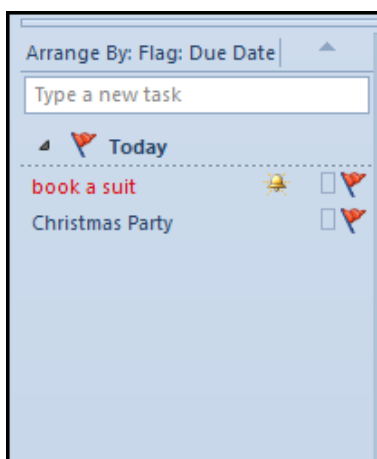 Arrange By: Flag: Due Date
Type a new task
Today
book a suit
Christmas Party